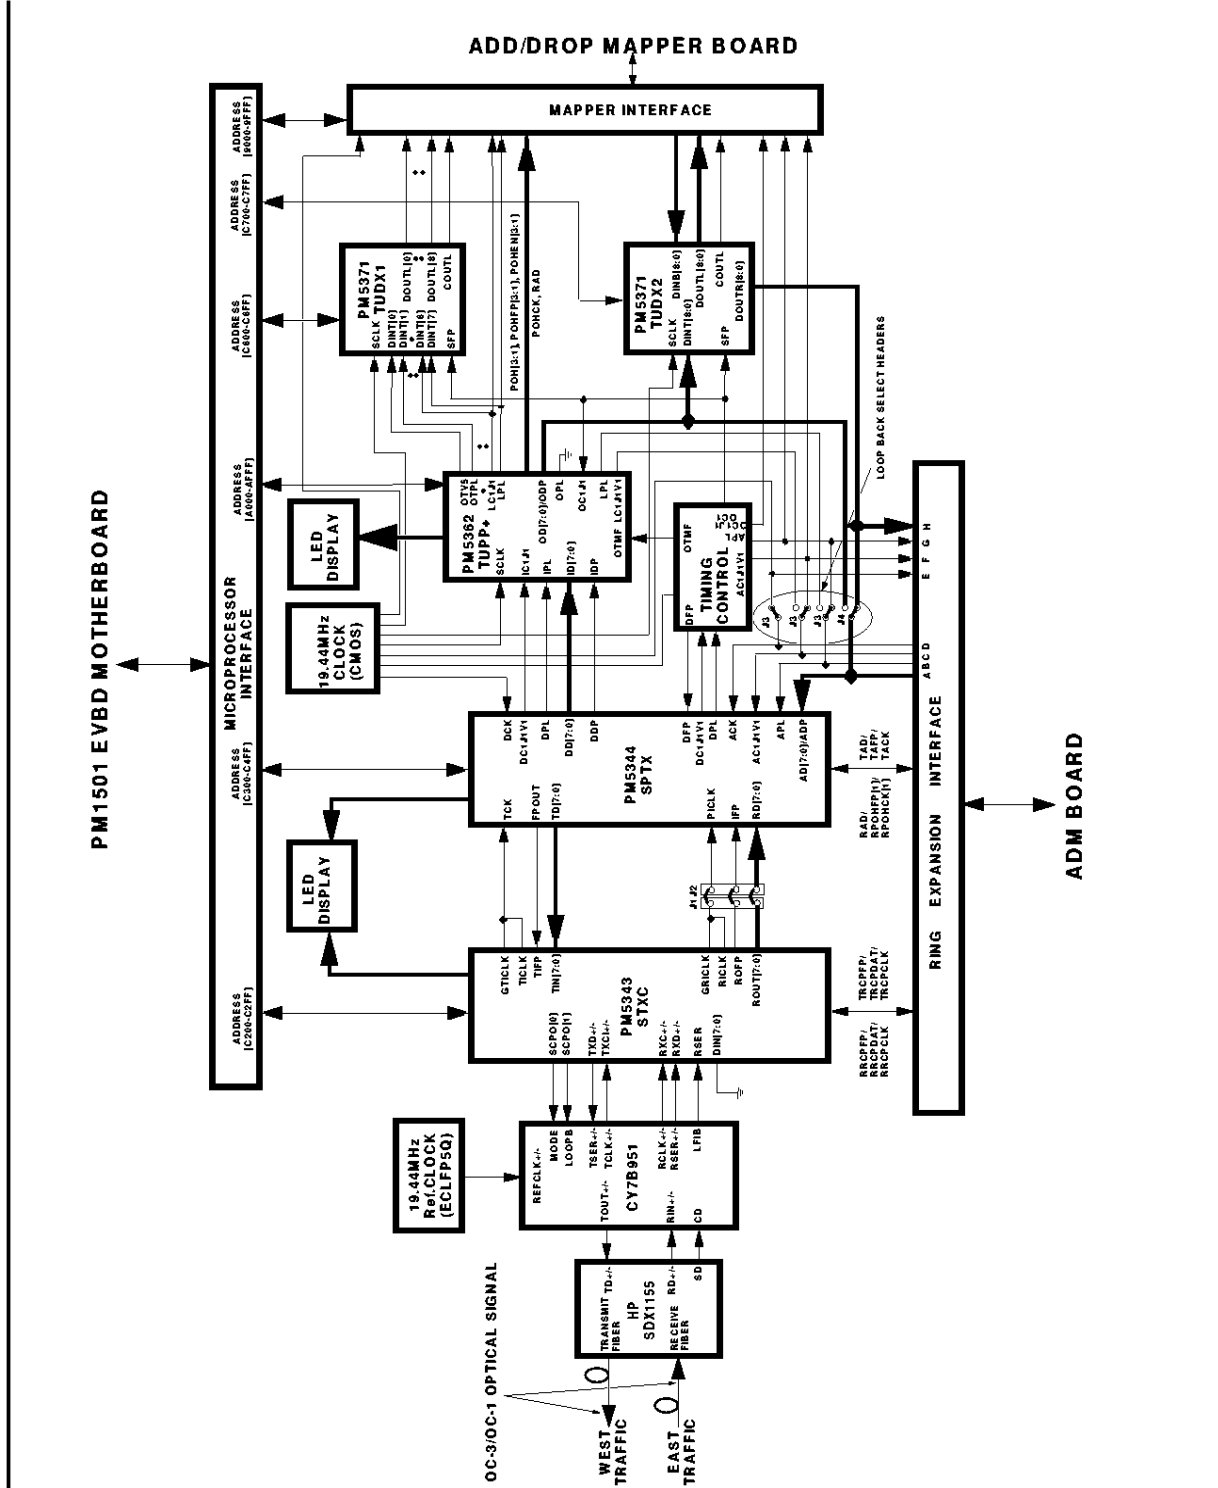 ADD/DROP MAPPER BOARD
MAPPER INTERFACE
PM1501 EVBD MOTHERBOARD
MICROPROCESSOR
INTERFACE
ADDRESS
[9000-9FFF]
ADDRESS
[C700-C7FF]
ADDRESS
[C600-C6FF]
ADDRESS
[A000-AFFF]
ADDRESS
[C300-C4FF]
ADDRESS
[C200-C2FF]
PM5371
TUDX1
SCLK
DINT[0]
DINT[1]
DINT[6]
DINT[7]
SFP
DOUTL[0]
DOUTL[8]
COUTL
POH[3:1], POHFP[3:1], POHEN[3:1]
POHCK, RAD
PM5371
TUDX2
SCLK
DINT[8:0]
SFP
DINB[8:0]
DOUTL[8:0]
COUTL
DOUTR[8:0]
LOOP BACK SELECT HEADERS
LED
DISPLAY
PM5362
TUPP+
OTV5
OTPL
LC1J1
LPL
OD[7:0]/ODP
OPL
OC1J1
LPL
LC1J1V1
OTMF
SCLK
IC1J1
IPL
ID[7:0]
IDP
TIMING
CONTROL
OTMF
OC1
OC1J1
APL
AC1J1V1
DFP
H
G
F
E
J3
J3
J3
J4
A B C D
19.44MHz
CLOCK
(CMOS)
PM5344
SPTX
DCK
DC1J1V1
DPL
DD[7:0]
DDP
DFP
DC1J1V1
DPL
ACK
AC1J1V1
APL
AD[7:0]/ADP
TCK
FPOUT
TD[7:0]
PICLK
IFP
RD[7:0]
LED
DISPLAY
J1 J2
TAD/
TAFP/
TACK
RAD/
RPOHFP[1]/
RPOHCK[1]
RING EXPANSION INTERFACE
ADM BOARD
PM5343
STXC
GTICLK
TICLK
TIFP
TIN[7:0]
GRICLK
RICLK
ROFP
ROUT[7:0]
SCPO[0]
SCPO[1]
TXD+/-
TXCI+/-
RXC+/-
RXD+/-
RSER
DIN[7:0]
TRCPFP/
TRCPDAT/
TRCPCLK
RRCPFP/
RRCPDAT/
RRCPCLK
19.44MHz
Ref.CLOCK
(ECLFP5Q)
CY7B951
REFCLK+/-
MODE
LOOPB
TSER+/-
TCLK+/-
RCLK+/-
RSER+/-
LFIB
TOUT+/-
RIN+/-
CD
HP
SDX1155
TRANSMIT
FIBER
TD+/-
RECEIVE
FIBER
RD+/-
SD
OC-3/OC-1 OPTICAL SIGNAL
WEST
TRAFFIC
EAST
TRAFFIC